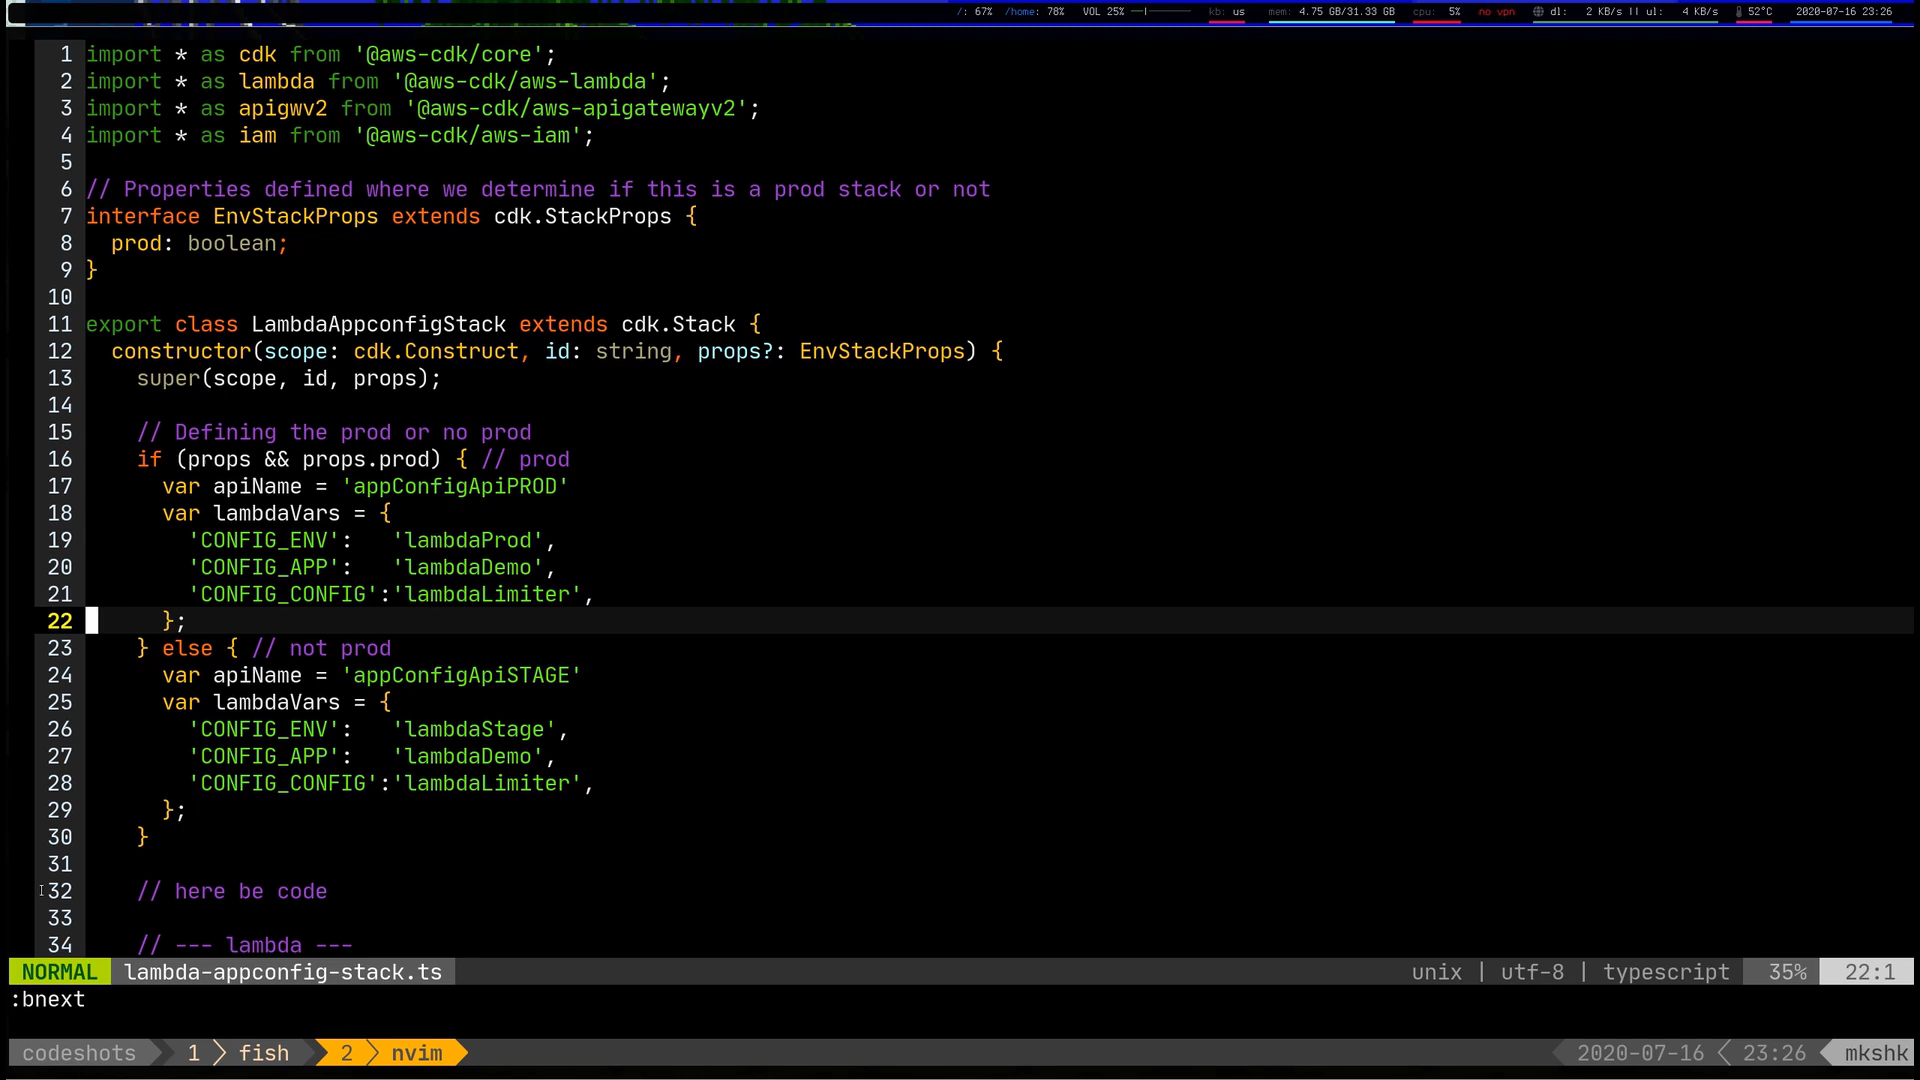 /: 67% /home: 78% VOL 25% kb: us mem: 4.75 GB/31.33 GB cpu: 5% no vpn dl: 2 KB/s || ul: 4 KB/s 52°C 2020-07-16 23:26
1 import * as cdk from '@aws-cdk/core';
2 import * as lambda from '@aws-cdk/aws-lambda';
3 import * as apigwv2 from '@aws-cdk/aws-apigatewayv2';
4 import * as iam from '@aws-cdk/aws-iam';
5
6 // Properties defined where we determine if this is a prod stack or not
7 interface EnvStackProps extends cdk.StackProps {
8   prod: boolean;
9 }
10
11 export class LambdaAppconfigStack extends cdk.Stack {
12   constructor(scope: cdk.Construct, id: string, props?: EnvStackProps) {
13     super(scope, id, props);
14
15     // Defining the prod or no prod
16     if (props && props.prod) { // prod
17       var apiName = 'appConfigApiPROD'
18       var lambdaVars = {
19         'CONFIG_ENV':   'lambdaProd',
20         'CONFIG_APP':   'lambdaDemo',
21         'CONFIG_CONFIG':'lambdaLimiter',
22       };
23     } else { // not prod
24       var apiName = 'appConfigApiSTAGE'
25       var lambdaVars = {
26         'CONFIG_ENV':   'lambdaStage',
27         'CONFIG_APP':   'lambdaDemo',
28         'CONFIG_CONFIG':'lambdaLimiter',
29       };
30     }
31
32     // here be code
33
34     // --- lambda ---
NORMAL lambda-appconfig-stack.ts unix | utf-8 | typescript 35% 22:1
:bnext
codeshots 1 fish 2 nvim 2020-07-16 23:26 mkshk